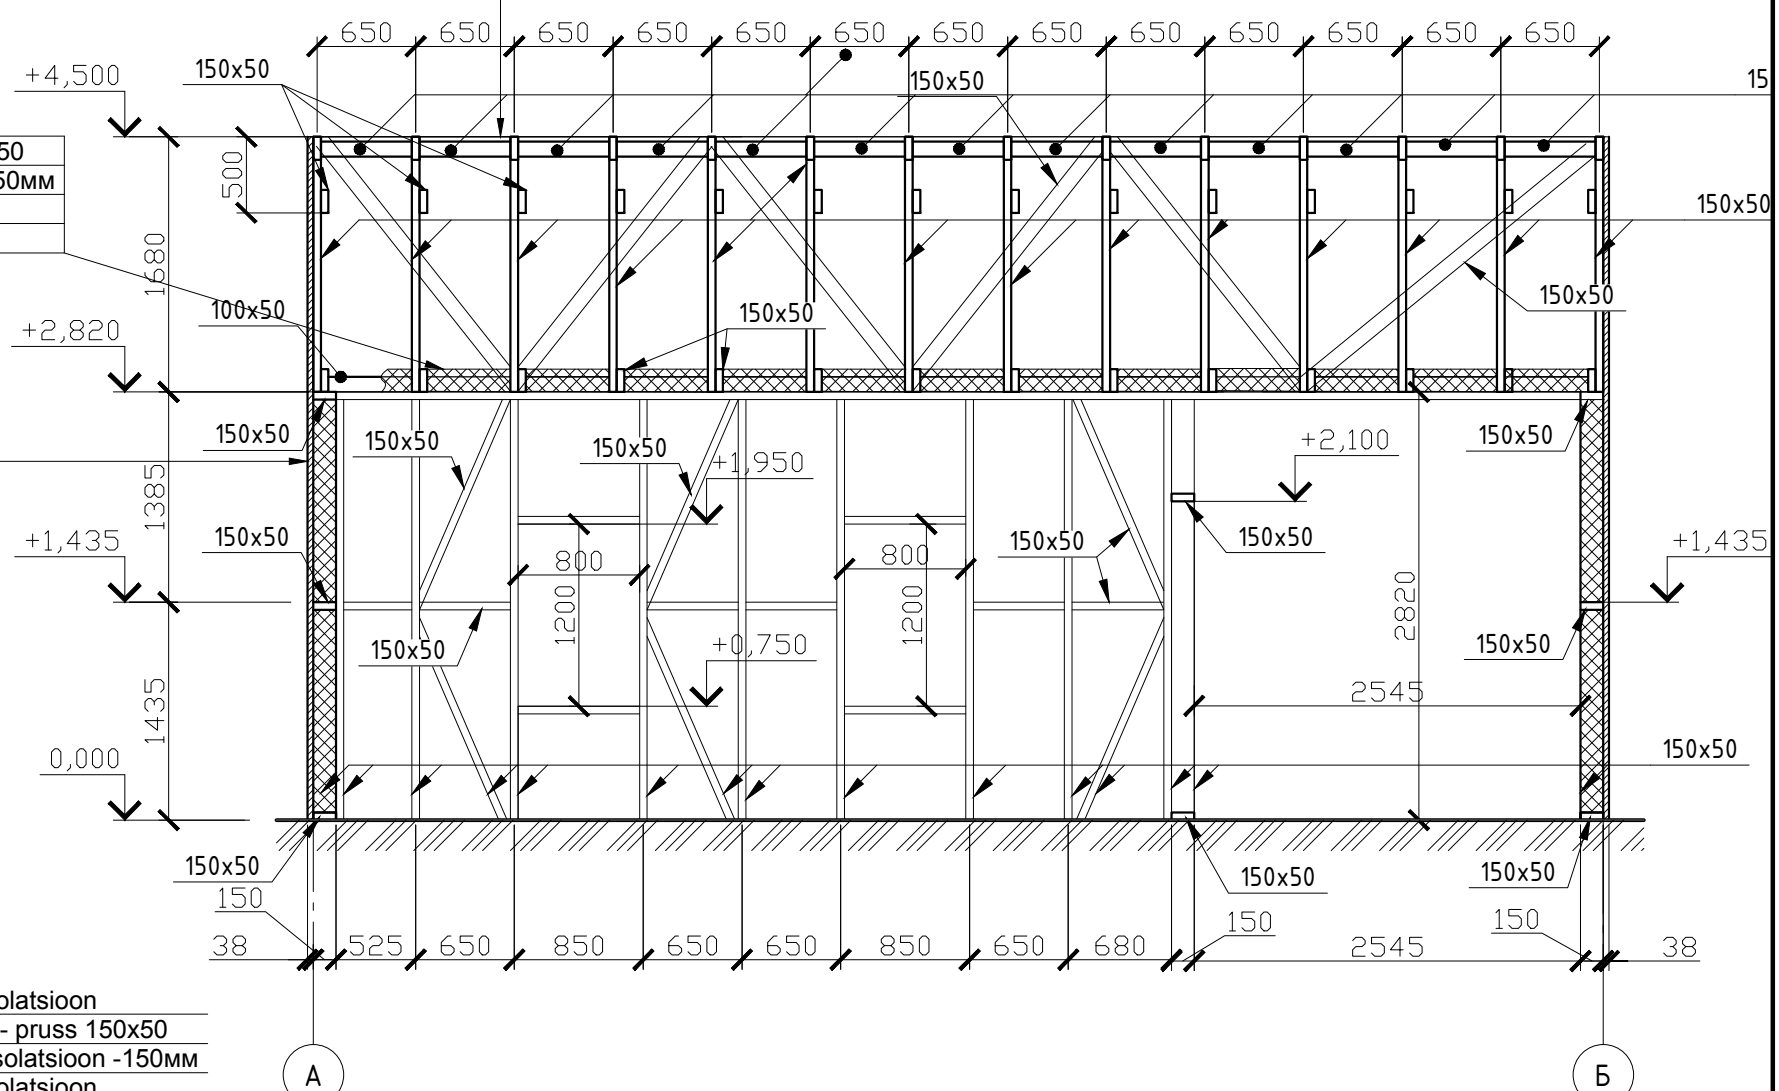 650 650 650 650 650 650 650 650 650 650 650 650 650
+4,500
150x50
150x50
15
50
50мм
500
1680
150x50
+2,820
100x50
150x50
150x50
150x50
150x50
150x50
+1,950
+2,100
150x50
1385
+1,435
150x50
800
800
150x50
150x50
+1,435
1200
1200
2820
150x50
+0,750
150x50
1435
2545
0,000
150x50
150x50
150x50
150x50
150
150
150
38 525 650 850 650 650 850 650 680 2545 38
olatsioon
- pruss 150x50
solatsioon -150мм
olatsioon
А
Б